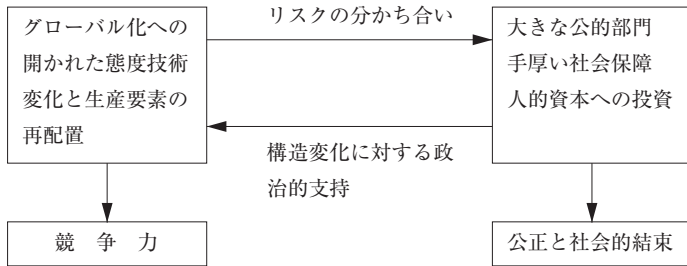 リスクの分かち合い
グローバル化への
開かれた態度技術
変化と生産要素の
再配置
大きな公的部門
手厚い社会保障
人的資本への投資
構造変化に対する政
治的支持
競争力
公正と社会的結束